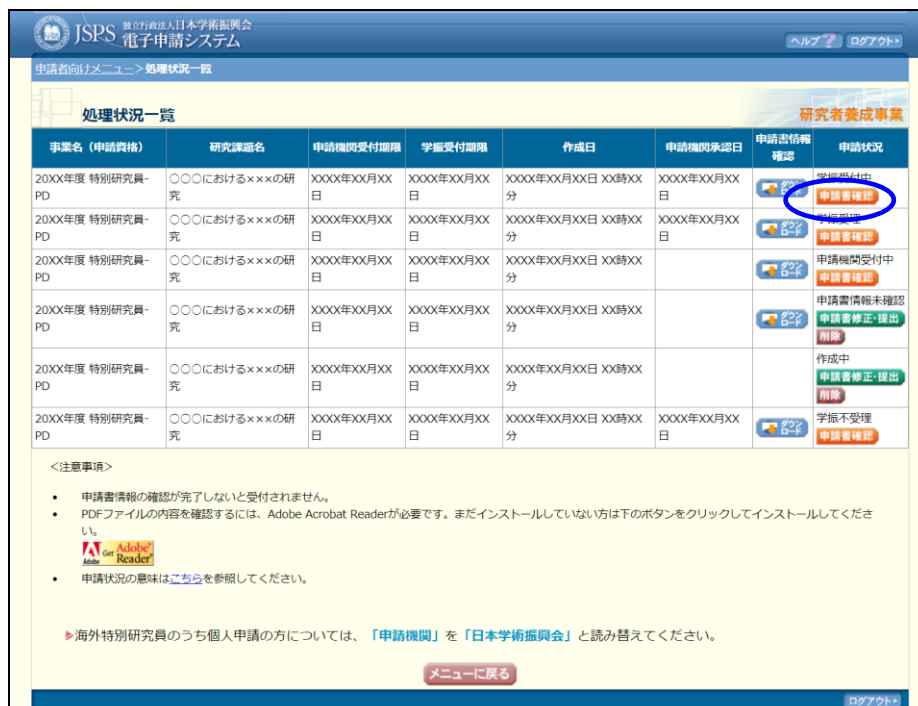 JSPS 独立行政法人日本学術振興会
電子申請システム
ヘルプ? ログアウト
申請者向けメニュー>処理状況一覧
処理状況一覧
研究者養成事業
事業名（申請資格） 研究課題名 申請機関受付期限 学振受付期限 作成日 申請機関承認日 申請書情報 申請状況
確認
20XX年度 特別研究員- ○○○における×××の研 XXXX年XX月XX XXXX年XX月XX XXXX年XX月XX日 XX時XX XXXX年XX月XX ダウン 学振受付中
PD 究 日 日 分 日 ロード 申請書確認
20XX年度 特別研究員- ○○○における×××の研 XXXX年XX月XX XXXX年XX月XX XXXX年XX月XX日 XX時XX XXXX年XX月XX ダウン 学振受理
PD 究 日 日 分 日 ロード 申請書確認
20XX年度 特別研究員- ○○○における×××の研 XXXX年XX月XX XXXX年XX月XX XXXX年XX月XX日 XX時XX ダウン 申請機関受付中
PD 究 日 日 分 ロード 申請書確認
申請書情報未確認
20XX年度 特別研究員- ○○○における×××の研 XXXX年XX月XX XXXX年XX月XX XXXX年XX月XX日 XX時XX ダウン 申請書修正・提出
PD 究 日 日 分 ロード 削除
作成中
20XX年度 特別研究員- ○○○における×××の研 XXXX年XX月XX XXXX年XX月XX XXXX年XX月XX日 XX時XX 申請書修正・提出
PD 究 日 日 分 削除
20XX年度 特別研究員- ○○○における×××の研 XXXX年XX月XX XXXX年XX月XX XXXX年XX月XX日 XX時XX XXXX年XX月XX ダウン 学振不受理
PD 究 日 日 分 日 ロード 申請書確認
＜注意事項＞
• 申請書情報の確認が完了しないと受付されません。
• PDFファイルの内容を確認するには、Adobe Acrobat Readerが必要です。まだインストールしていない方は下のボタンをクリックしてインストールしてくださ
い。
Adobe Get Adobe Reader
• 申請状況の意味はこちらを参照してください。
海外特別研究員のうち個人申請の方については、「申請機関」を「日本学術振興会」と読み替えてください。
メニューに戻る
ログアウト